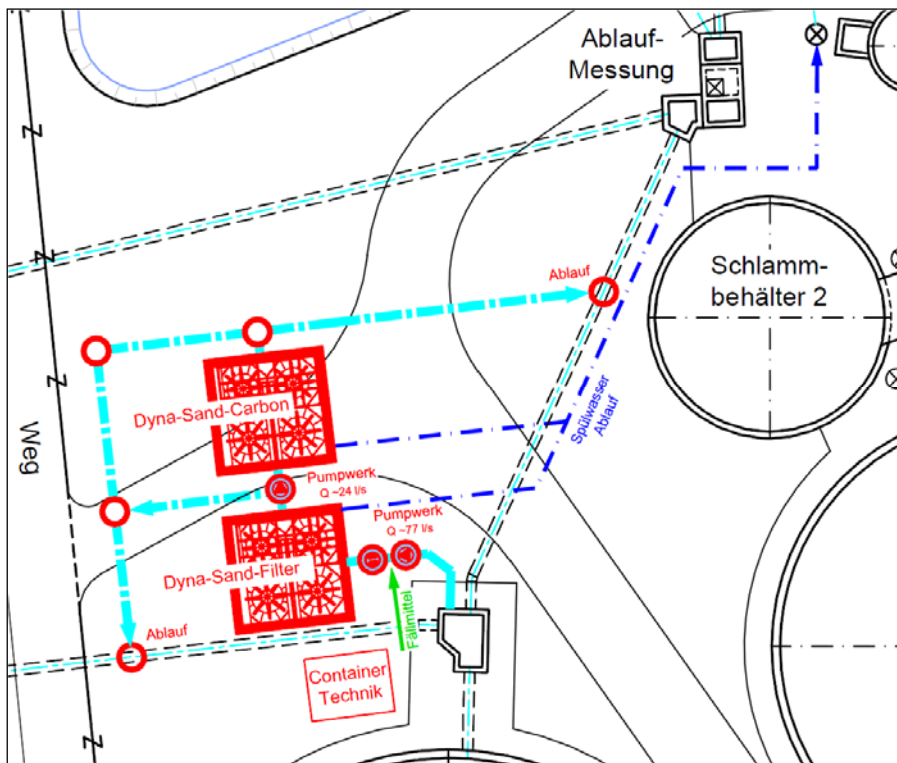 Ablauf-
Messung
Schlamm-
behälter 2
Ablauf
Dyna-Sand-Carbon
Weg
Spülwasser
Ablauf
Pumpwerk
Q ~24 l/s
Pumpwerk
Q ~77 l/s
Dyna-Sand-Filter
Fällmittel
Ablauf
Container
Technik